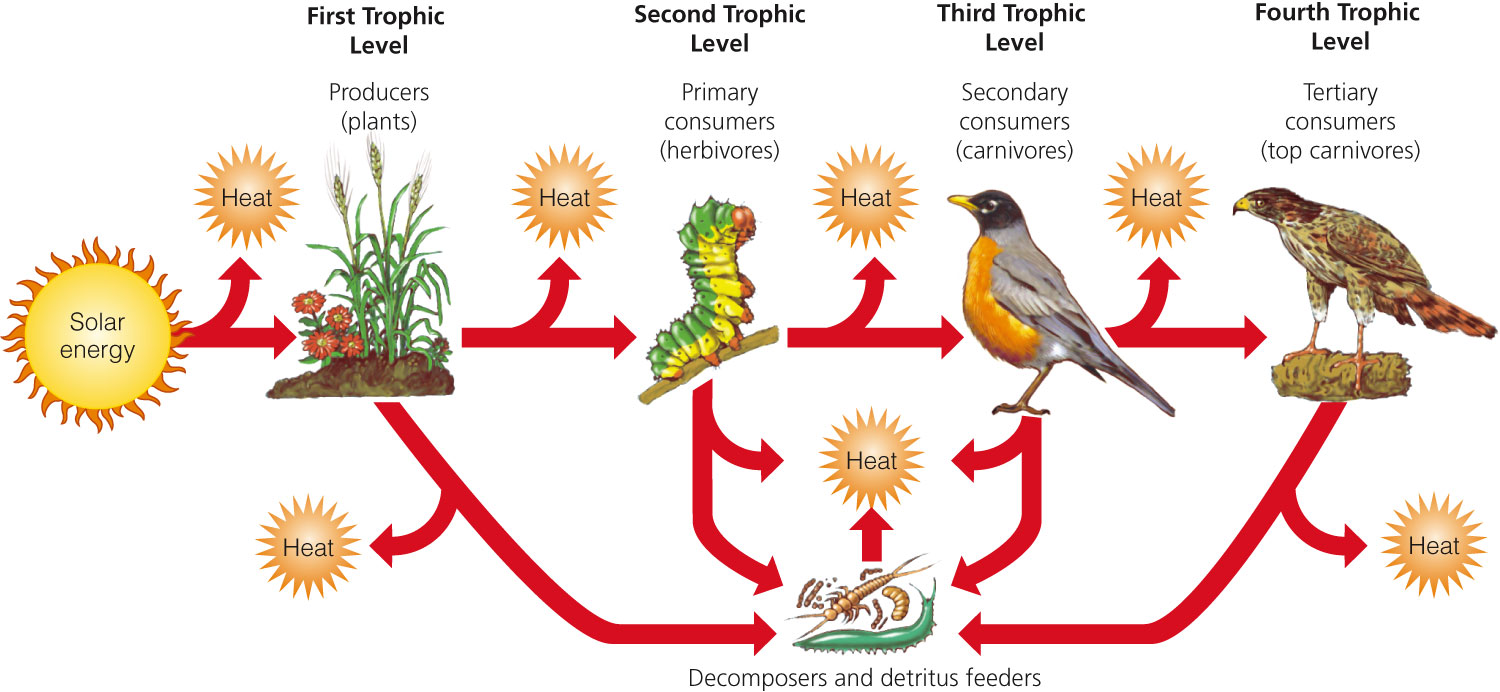 First Trophic
Level
Second Trophic
Level
Third Trophic
Level
Fourth Trophic
Level
Producers
(plants)
Primary
consumers
(herbivores)
Secondary
consumers
(carnivores)
Tertiary
consumers
(top carnivores)
Heat
Heat
Heat
Heat
Solar
energy
Heat
Heat
Heat
Decomposers and detritus feeders